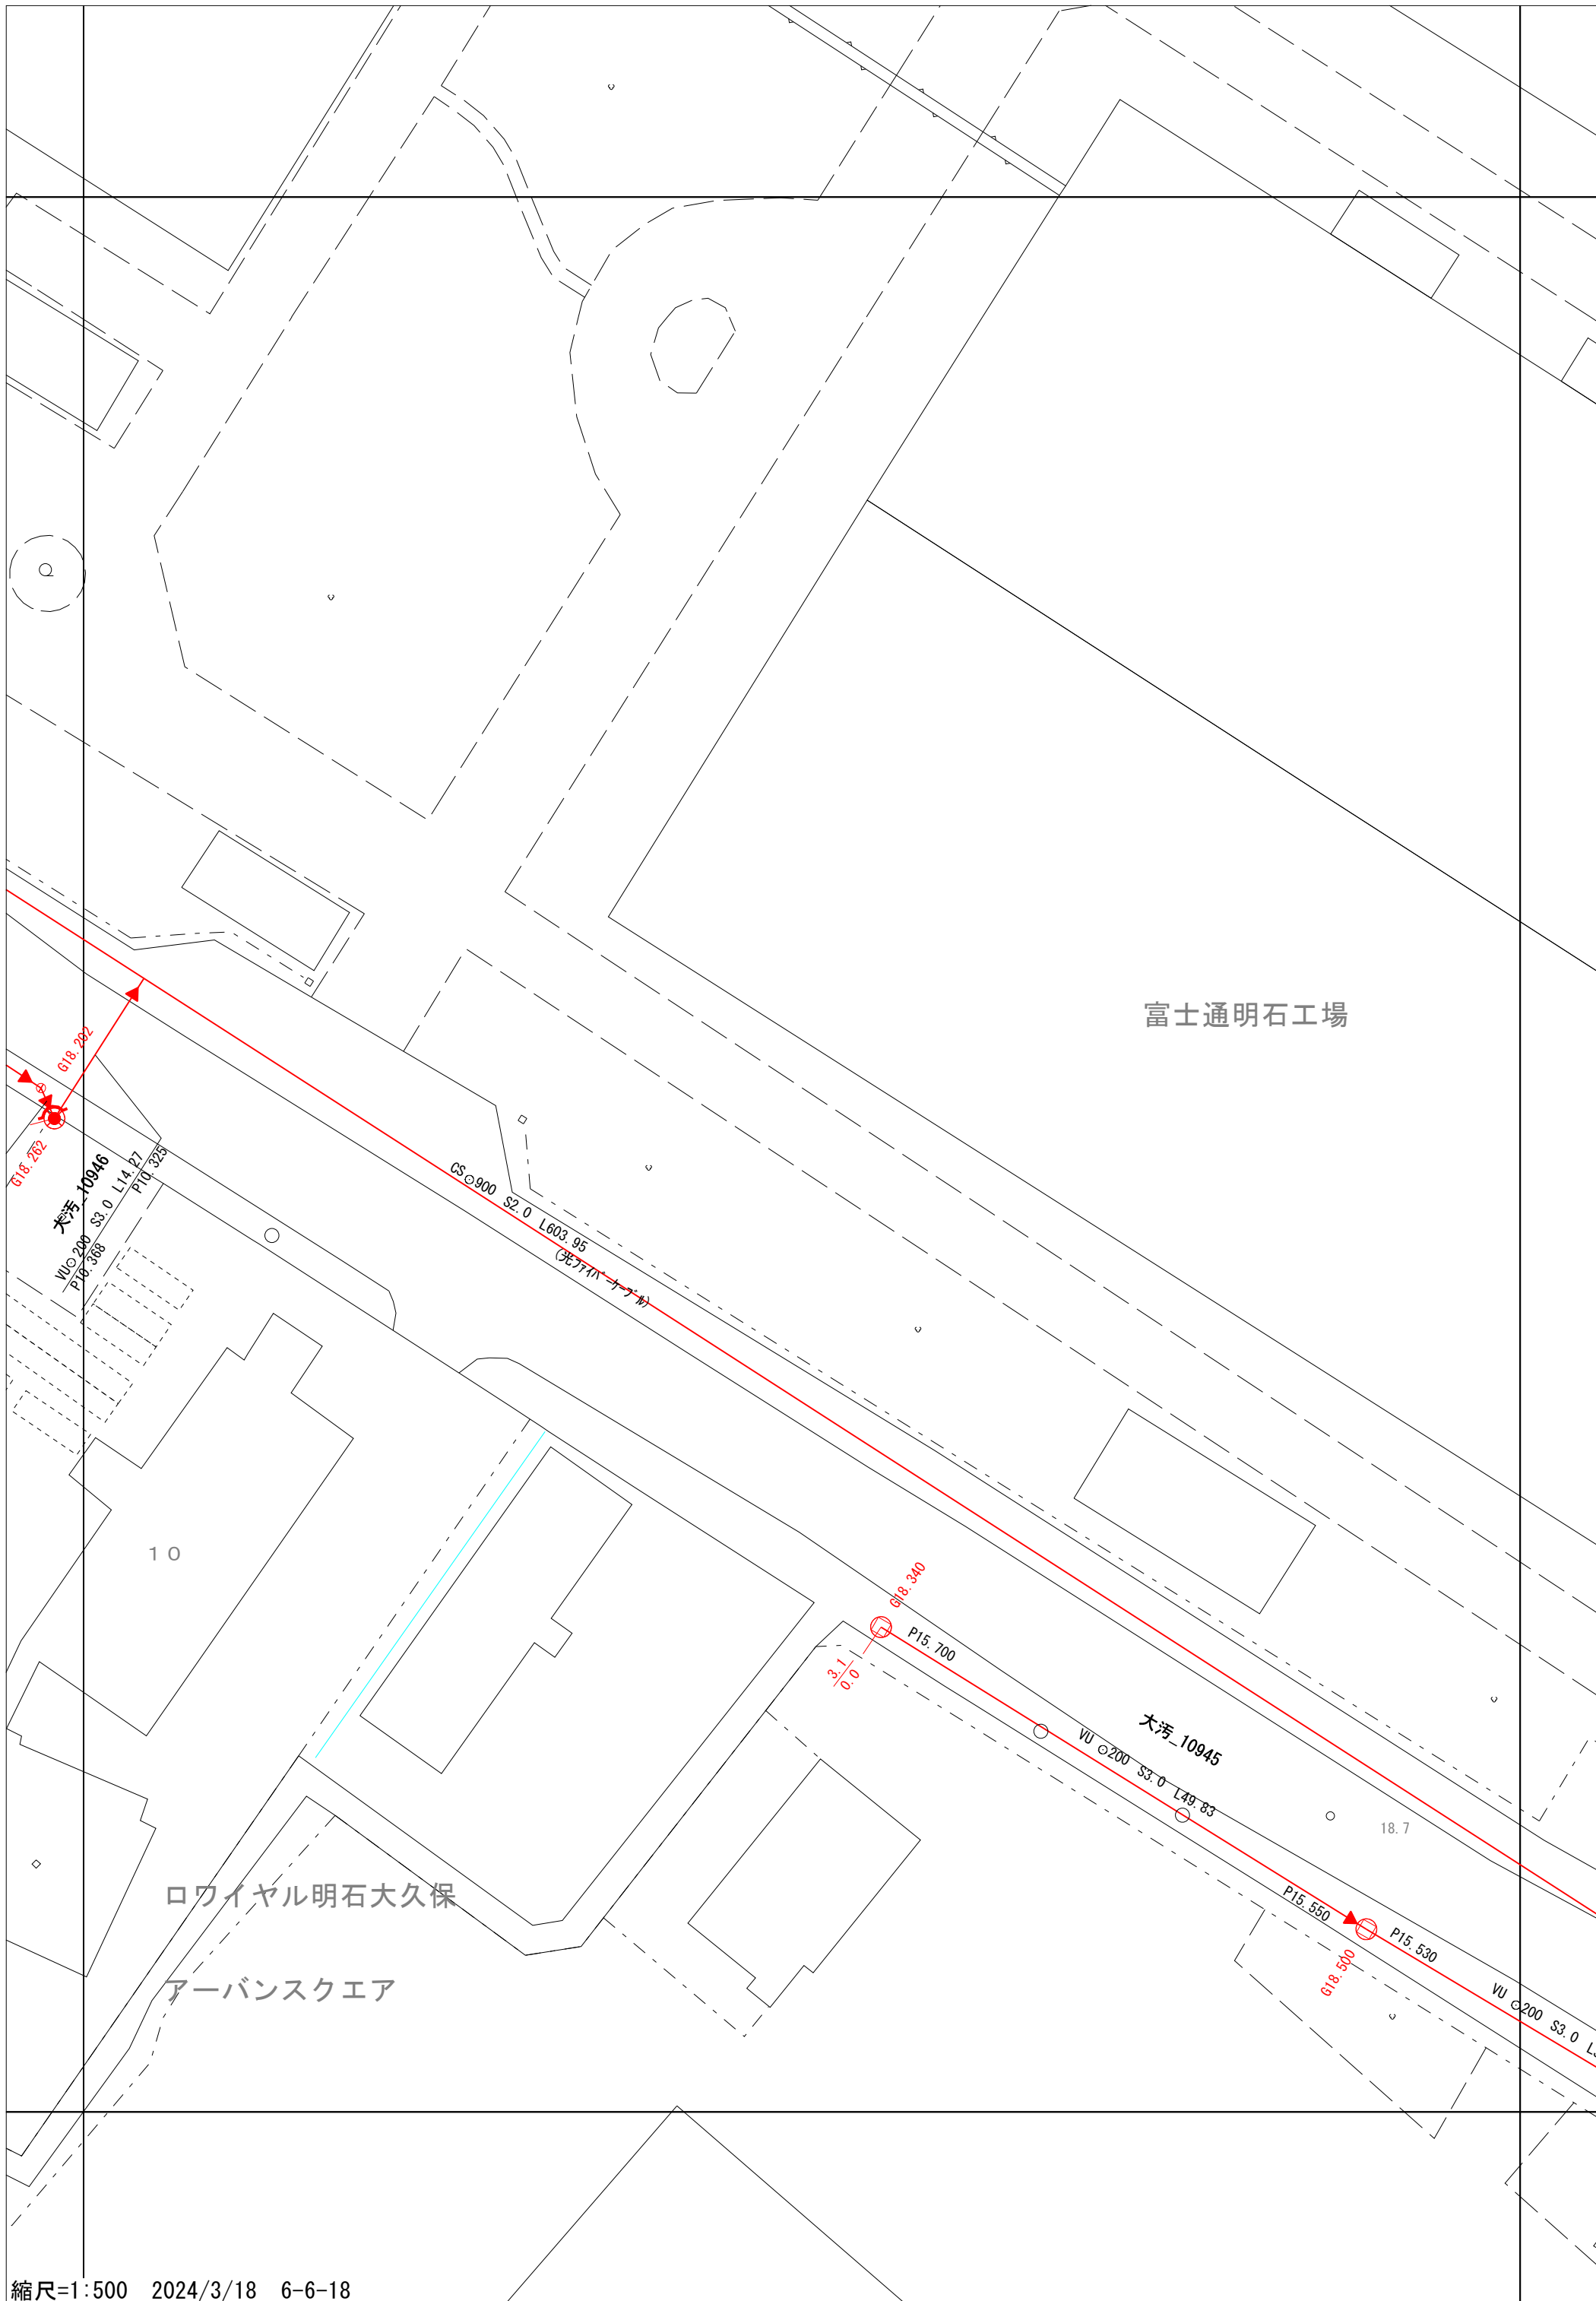 富士通明石工場
G18.202
G18.262
大汚_10946
VU⊙200 S3.0 L14.27
P10.325
P10.368
CS⊙900 S2.0 L603.95
(光ファイバーケーブル)
10
G18.340
P15.700
3.1
0.0
大汚_10945
VU ⊙200 S3.0 L49.83
18.7
P15.550
P15.530
G18.500
VU ⊙200 S3.0
ロワイヤル明石大久保
アーバンスクエア
縮尺=1:500 2024/3/18 6-6-18